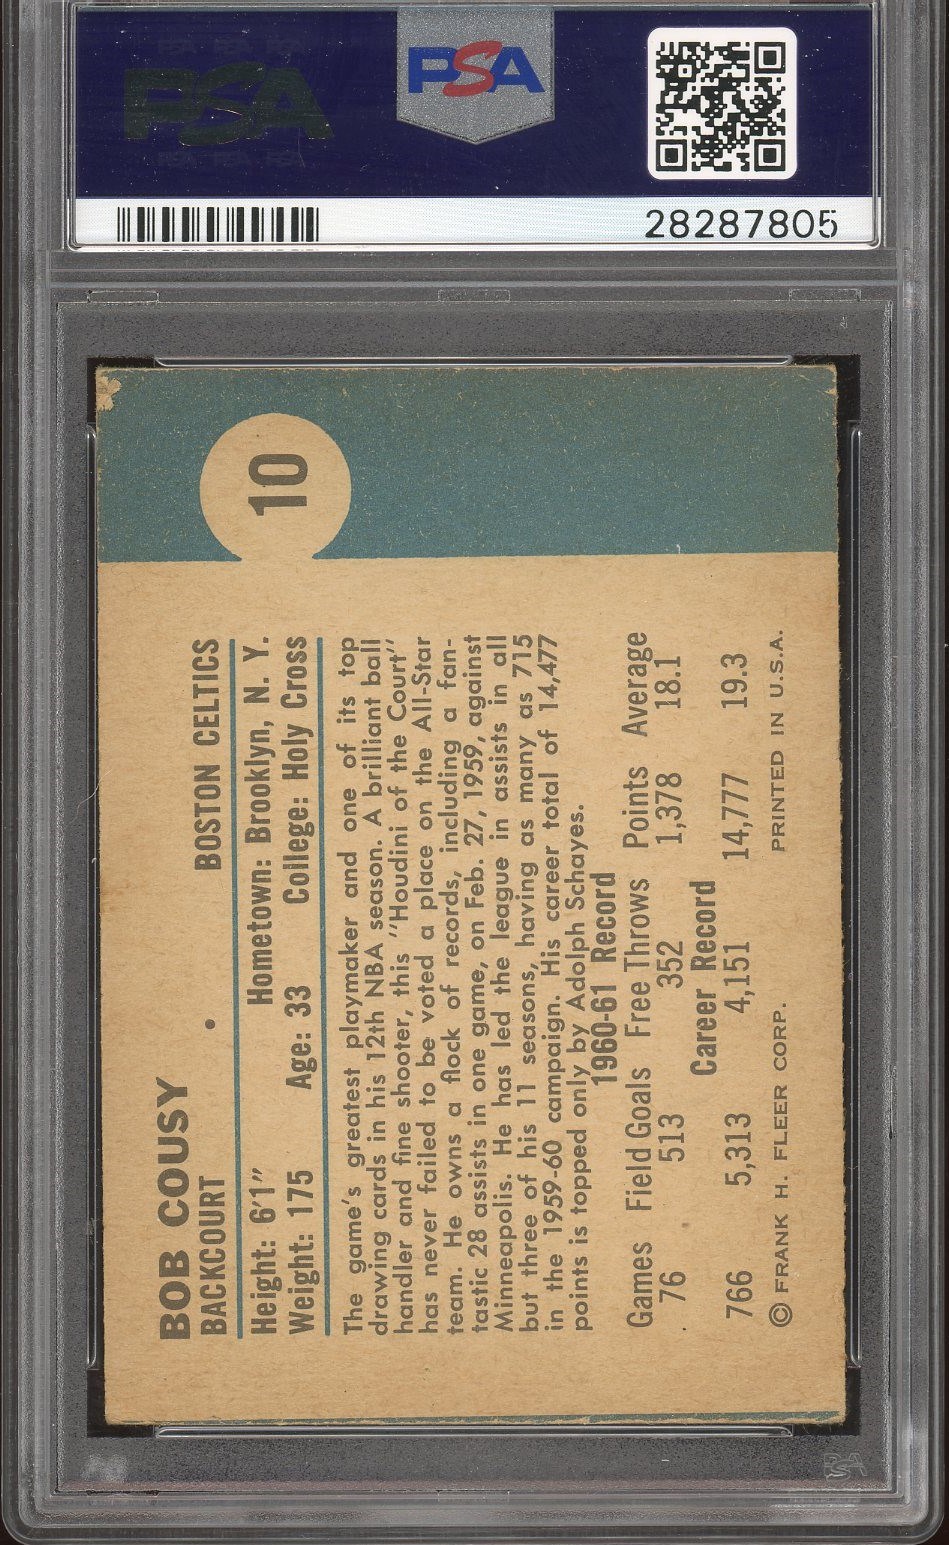 PSA PSA PSA
PSA
PSA PSA PSA
PSA
28287805
10
BOB COUSY
BACKCOURT • BOSTON CELTICS
Height: 6'1" Hometown: Brooklyn, N. Y.
Weight: 175 Age: 33 College: Holy Cross
The game's greatest playmaker and one of its top
drawing cards in his 12th NBA season. A brilliant ball
handler and fine shooter, this "Houdini of the Court"
has never failed to be voted a place on the All-Star
team. He owns a flock of records, including a fan-
tastic 28 assists in one game, on Feb. 27, 1959, against
Minneapolis. He has led the league in assists in all
but three of his 11 seasons, having as many as 715
in the 1959-60 campaign. His career total of 14,477
points is topped only by Adolph Schayes.
1960-61 Record
Games Field Goals Free Throws Points Average
76 513 352 1,378 18.1
Career Record
766 5,313 4,151 14,777 19.3
© FRANK H. FLEER CORP. PRINTED IN U.S.A.
PSA